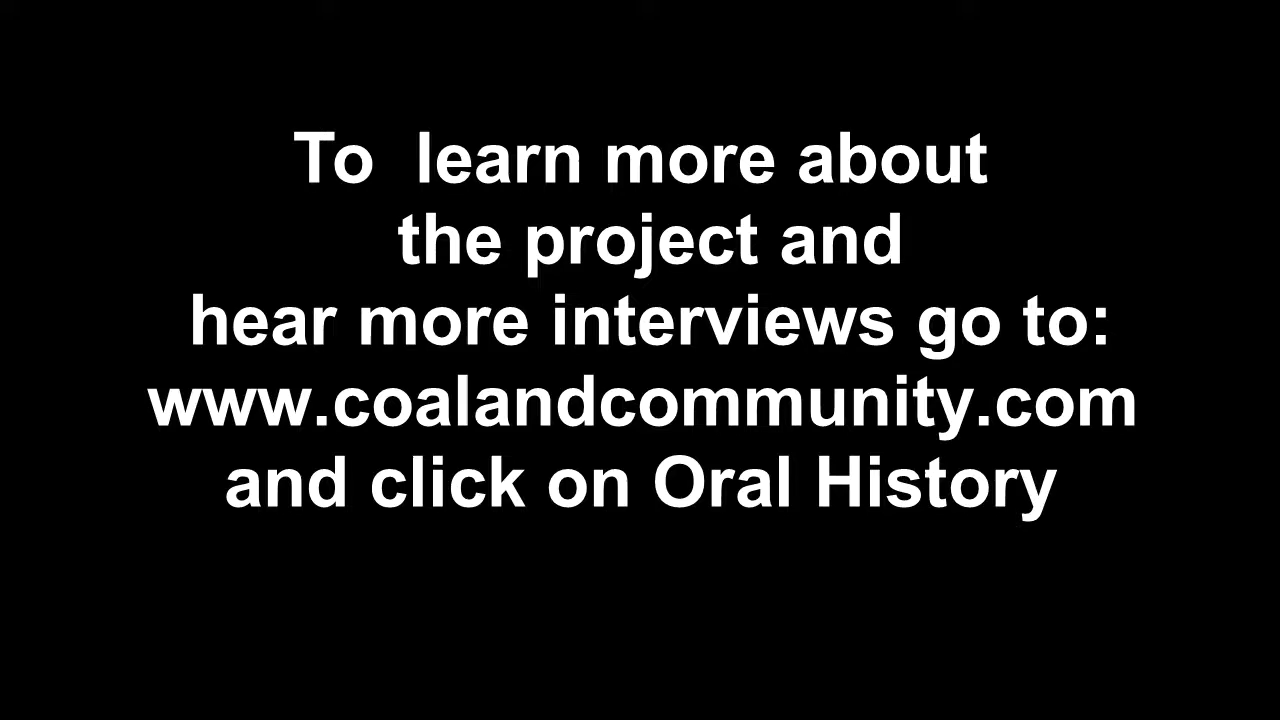 To  learn more about
the project and
hear more interviews go to:
www.coalandcommunity.com
and click on Oral History